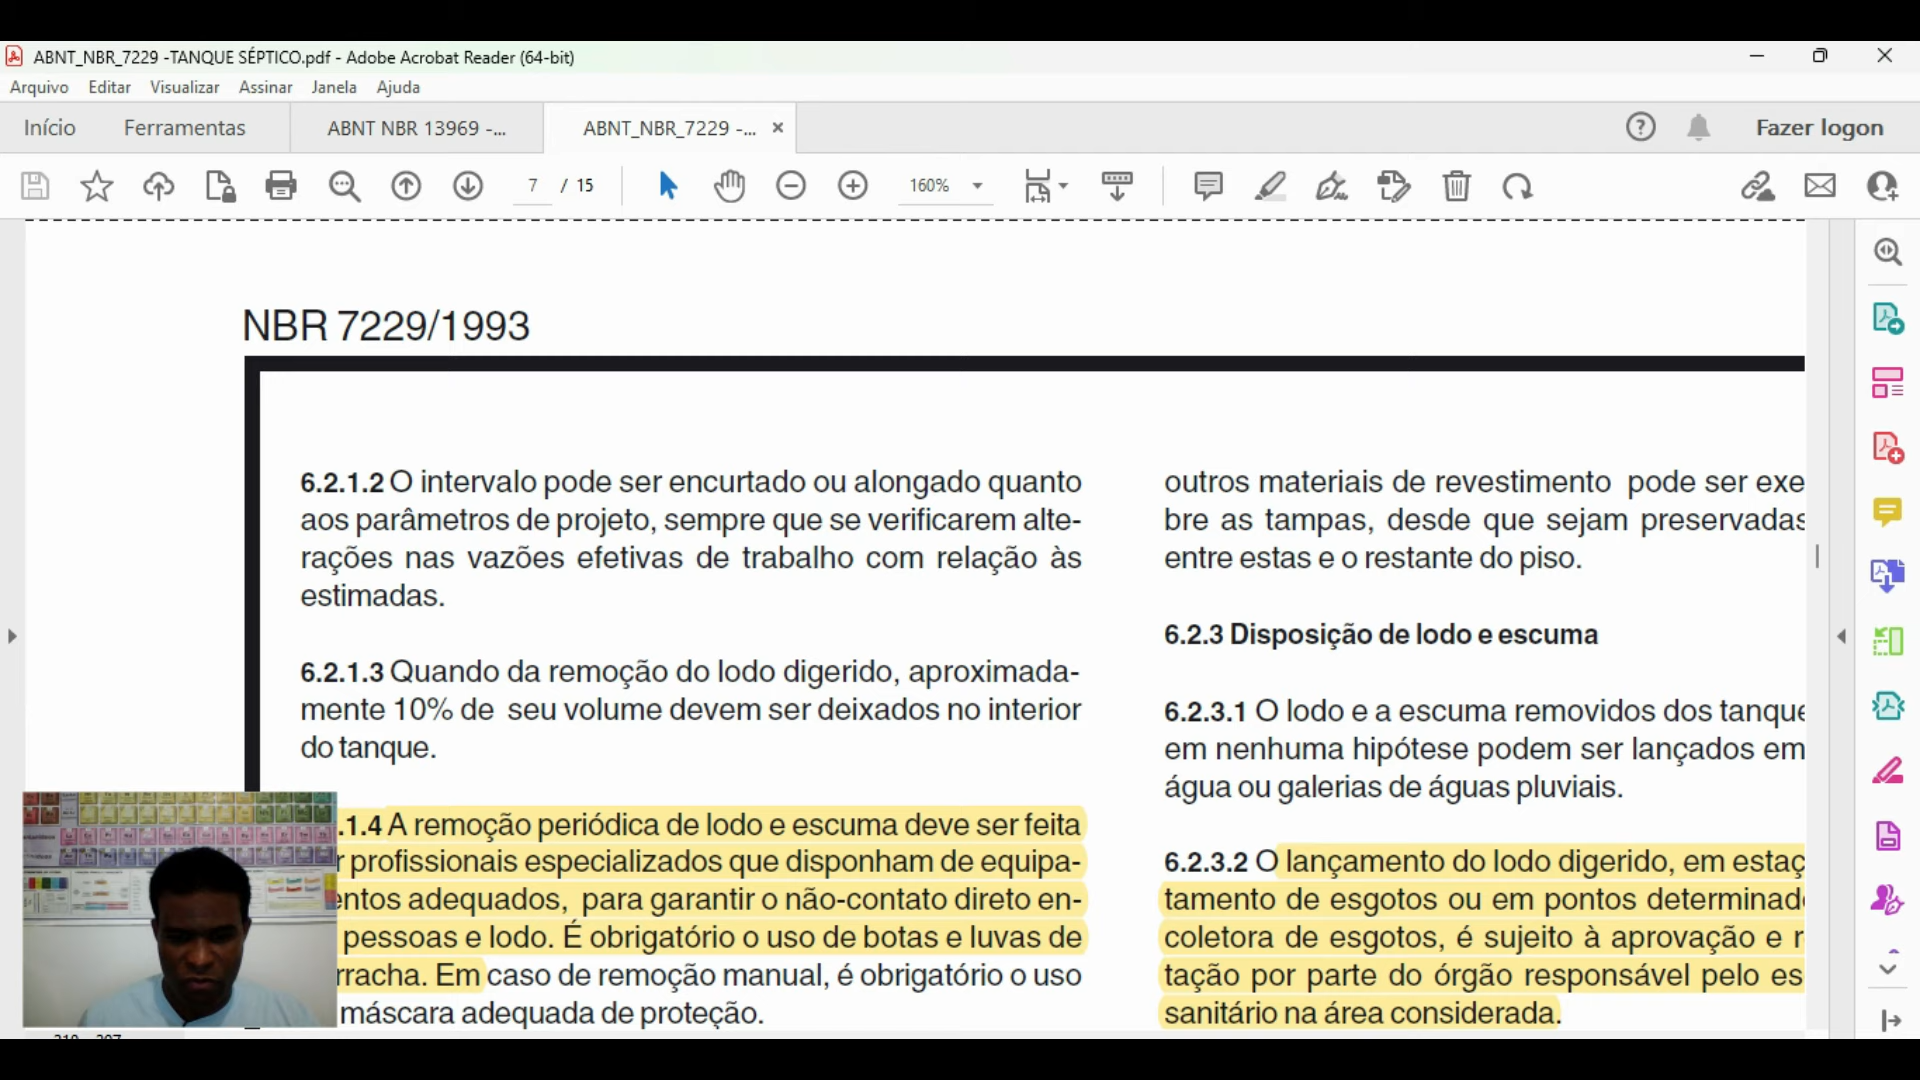 ABNT_NBR_7229 -TANQUE SÉPTICO.pdf - Adobe Acrobat Reader (64-bit)
Arquivo Editar Visualizar Assinar Janela Ajuda
Início Ferramentas ABNT NBR 13969 -... ABNT_NBR_7229 -... Fazer logon
7 / 15 160%
NBR 7229/1993
6.2.1.2 O intervalo pode ser encurtado ou alongado quanto
aos parâmetros de projeto, sempre que se verificarem alte-
rações nas vazões efetivas de trabalho com relação às
estimadas.
6.2.1.3 Quando da remoção do lodo digerido, aproximada-
mente 10% de seu volume devem ser deixados no interior
do tanque.
.1.4 A remoção periódica de lodo e escuma deve ser feita
r profissionais especializados que disponham de equipa-
entos adequados, para garantir o não-contato direto en-
pessoas e lodo. É obrigatório o uso de botas e luvas de
rracha. Em caso de remoção manual, é obrigatório o uso
máscara adequada de proteção.
outros materiais de revestimento pode ser exe
bre as tampas, desde que sejam preservadas
entre estas e o restante do piso.
6.2.3 Disposição de lodo e escuma
6.2.3.1 O lodo e a escuma removidos dos tanque
em nenhuma hipótese podem ser lançados em
água ou galerias de águas pluviais.
6.2.3.2 O lançamento do lodo digerido, em estaç
tamento de esgotos ou em pontos determinad
coletora de esgotos, é sujeito à aprovação e r
tação por parte do órgão responsável pelo es
sanitário na área considerada.